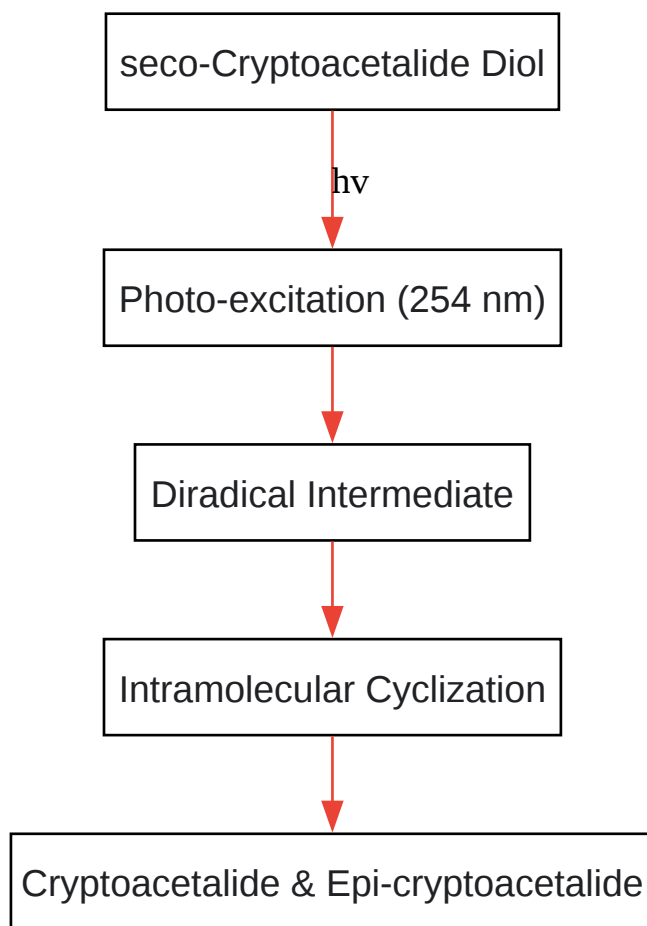 seco-Cryptoacetalide Diol
hv
Photo-excitation (254 nm)
Diradical Intermediate
Intramolecular Cyclization
Cryptoacetalide & Epi-cryptoacetalide